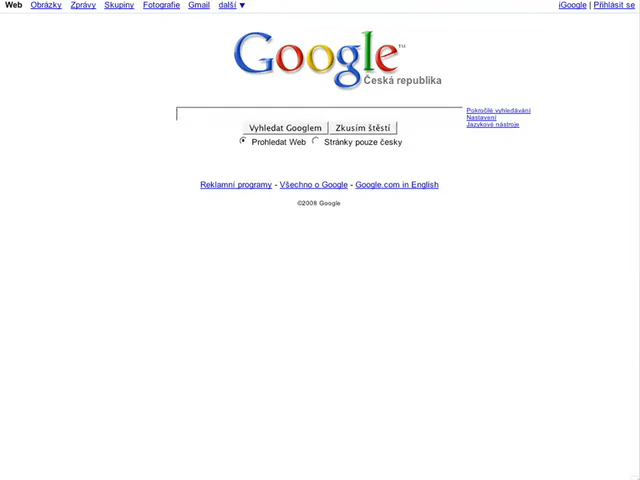 Web Obrázky Zprávy Skupiny Fotografie Gmail další ▼ iGoogle | Přihlásit se
Google™
Česká republika
Pokročilé vyhledávání
Nastavení
Jazykové nástroje
Vyhledat Googlem Zkusím štěstí
Prohledat Web Stránky pouze česky
Reklamní programy - Všechno o Google - Google.com in English
©2008 Google